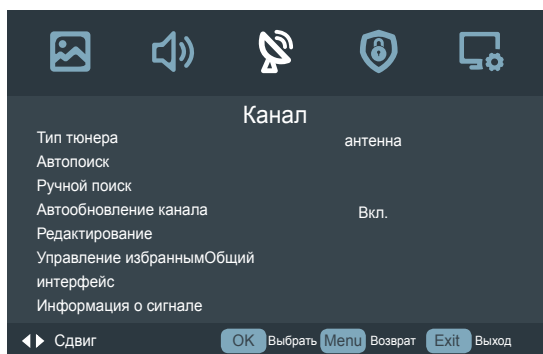 Канал
Тип тюнера антенна
Автопоиск
Ручной поиск
Автообновление канала Вкл.
Редактирование
Управление избраннымОбщий
интерфейс
Информация о сигнале
Сдвиг OK Выбрать Menu Возврат Exit Выход